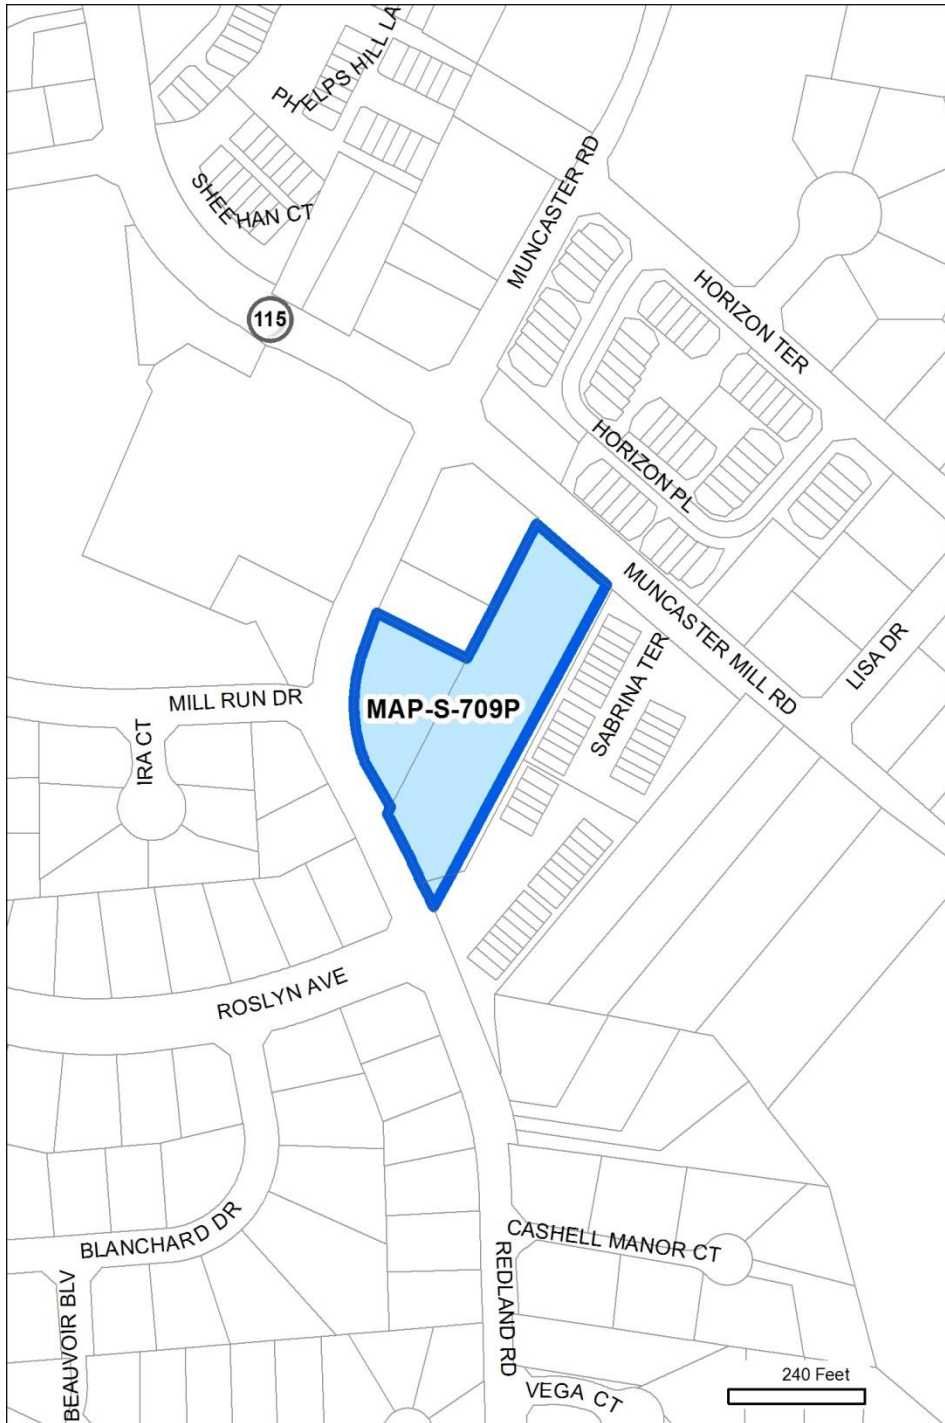 PHELPS HILL LA
SHEEHAN CT
MUNCASTER RD
HORIZON TER
115
HORIZON PL
MUNCASTER MILL RD
LISA DR
SABRINA TER
MAP-S-709P
MILL RUN DR
IRA CT
ROSLYN AVE
BLANCHARD DR
CASHELL MANOR CT
REDLAND RD
BEAUVOIR BLV
240 Feet
VEGA CT